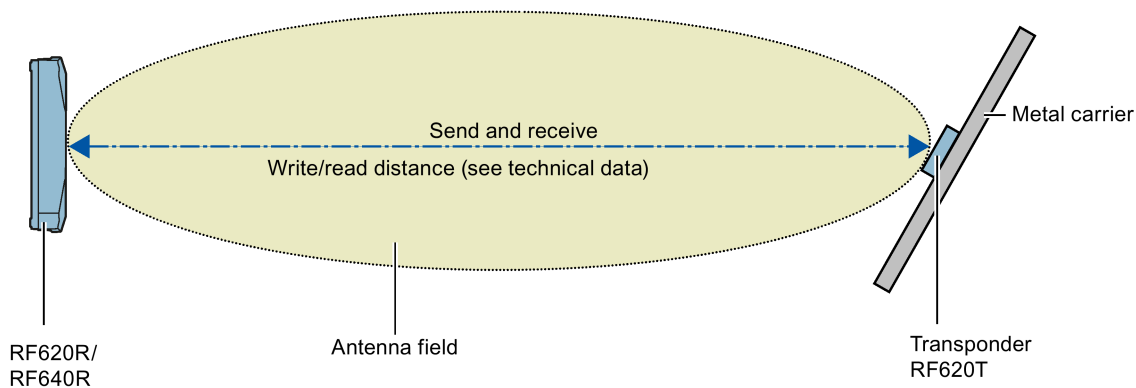 Send and receive
Write/read distance (see technical data)
Metal carrier
RF620R/
RF640R
Antenna field
Transponder
RF620T